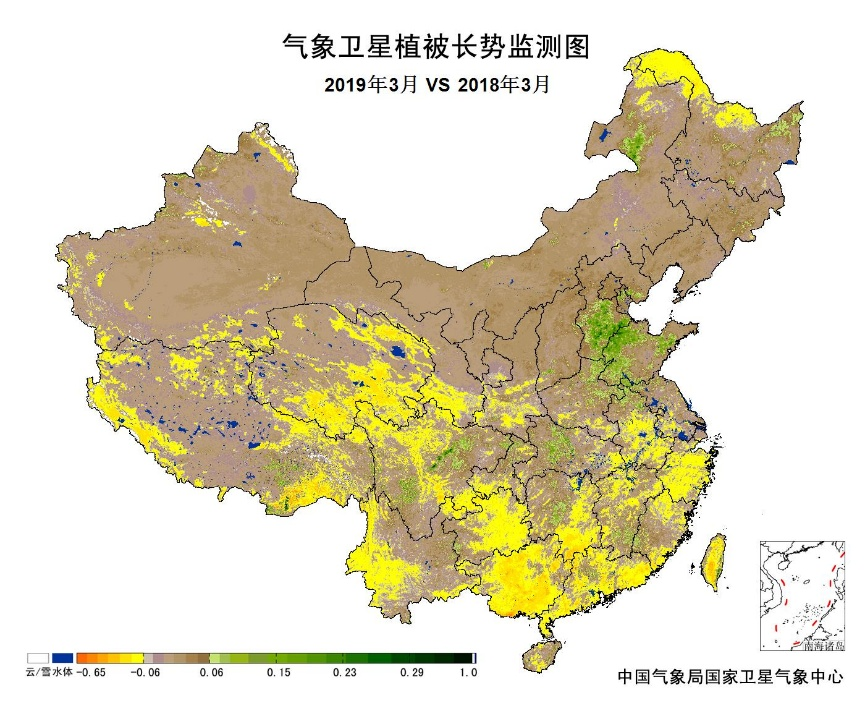 气象卫星植被长势监测图
2019年3月 VS 2018年3月
南海诸岛
云/雪 水体 -0.65 -0.06 0.06 0.15 0.23 0.29 1.0
中国气象局国家卫星气象中心